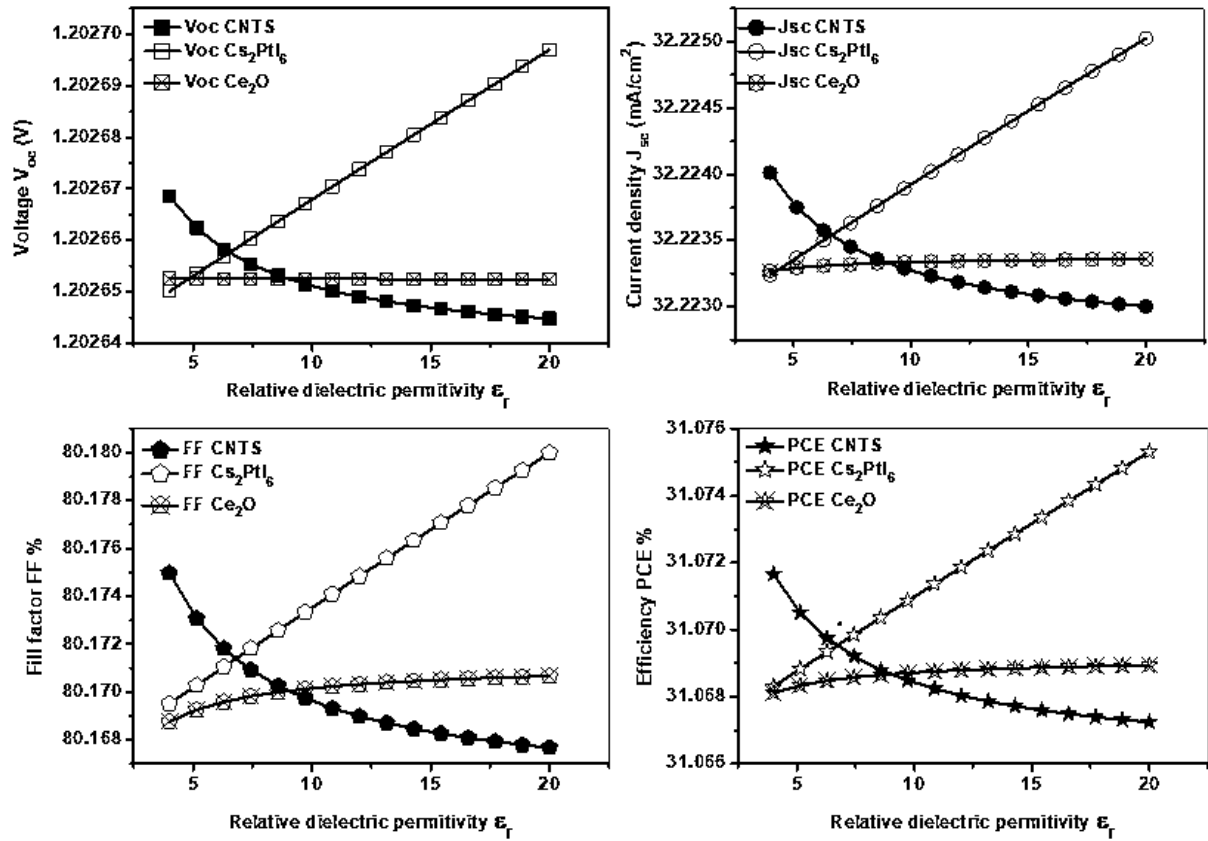 Voc CNTS
Voc Cs₂PtI₆
Voc Ce₂O
1.20270
1.20269
1.20268
1.20267
1.20266
1.20265
1.20264
Voltage Voc (V)
5 10 15 20
Relative dielectric permitivity εr
Jsc CNTS
Jsc Cs₂PtI₆
Jsc Ce₂O
32.2250
32.2245
32.2240
32.2235
32.2230
Current density Jsc (mA/cm²)
5 10 15 20
Relative dielectric permitivity εr
FF CNTS
FF Cs₂PtI₆
FF Ce₂O
80.180
80.178
80.176
80.174
80.172
80.170
80.168
Fill factor FF %
5 10 15 20
Relative dielectric permitivity εr
PCE CNTS
PCE Cs₂PtI₆
PCE Ce₂O
31.076
31.074
31.072
31.070
31.068
31.066
Efficiency PCE %
5 10 15 20
Relative dielectric permitivity εr